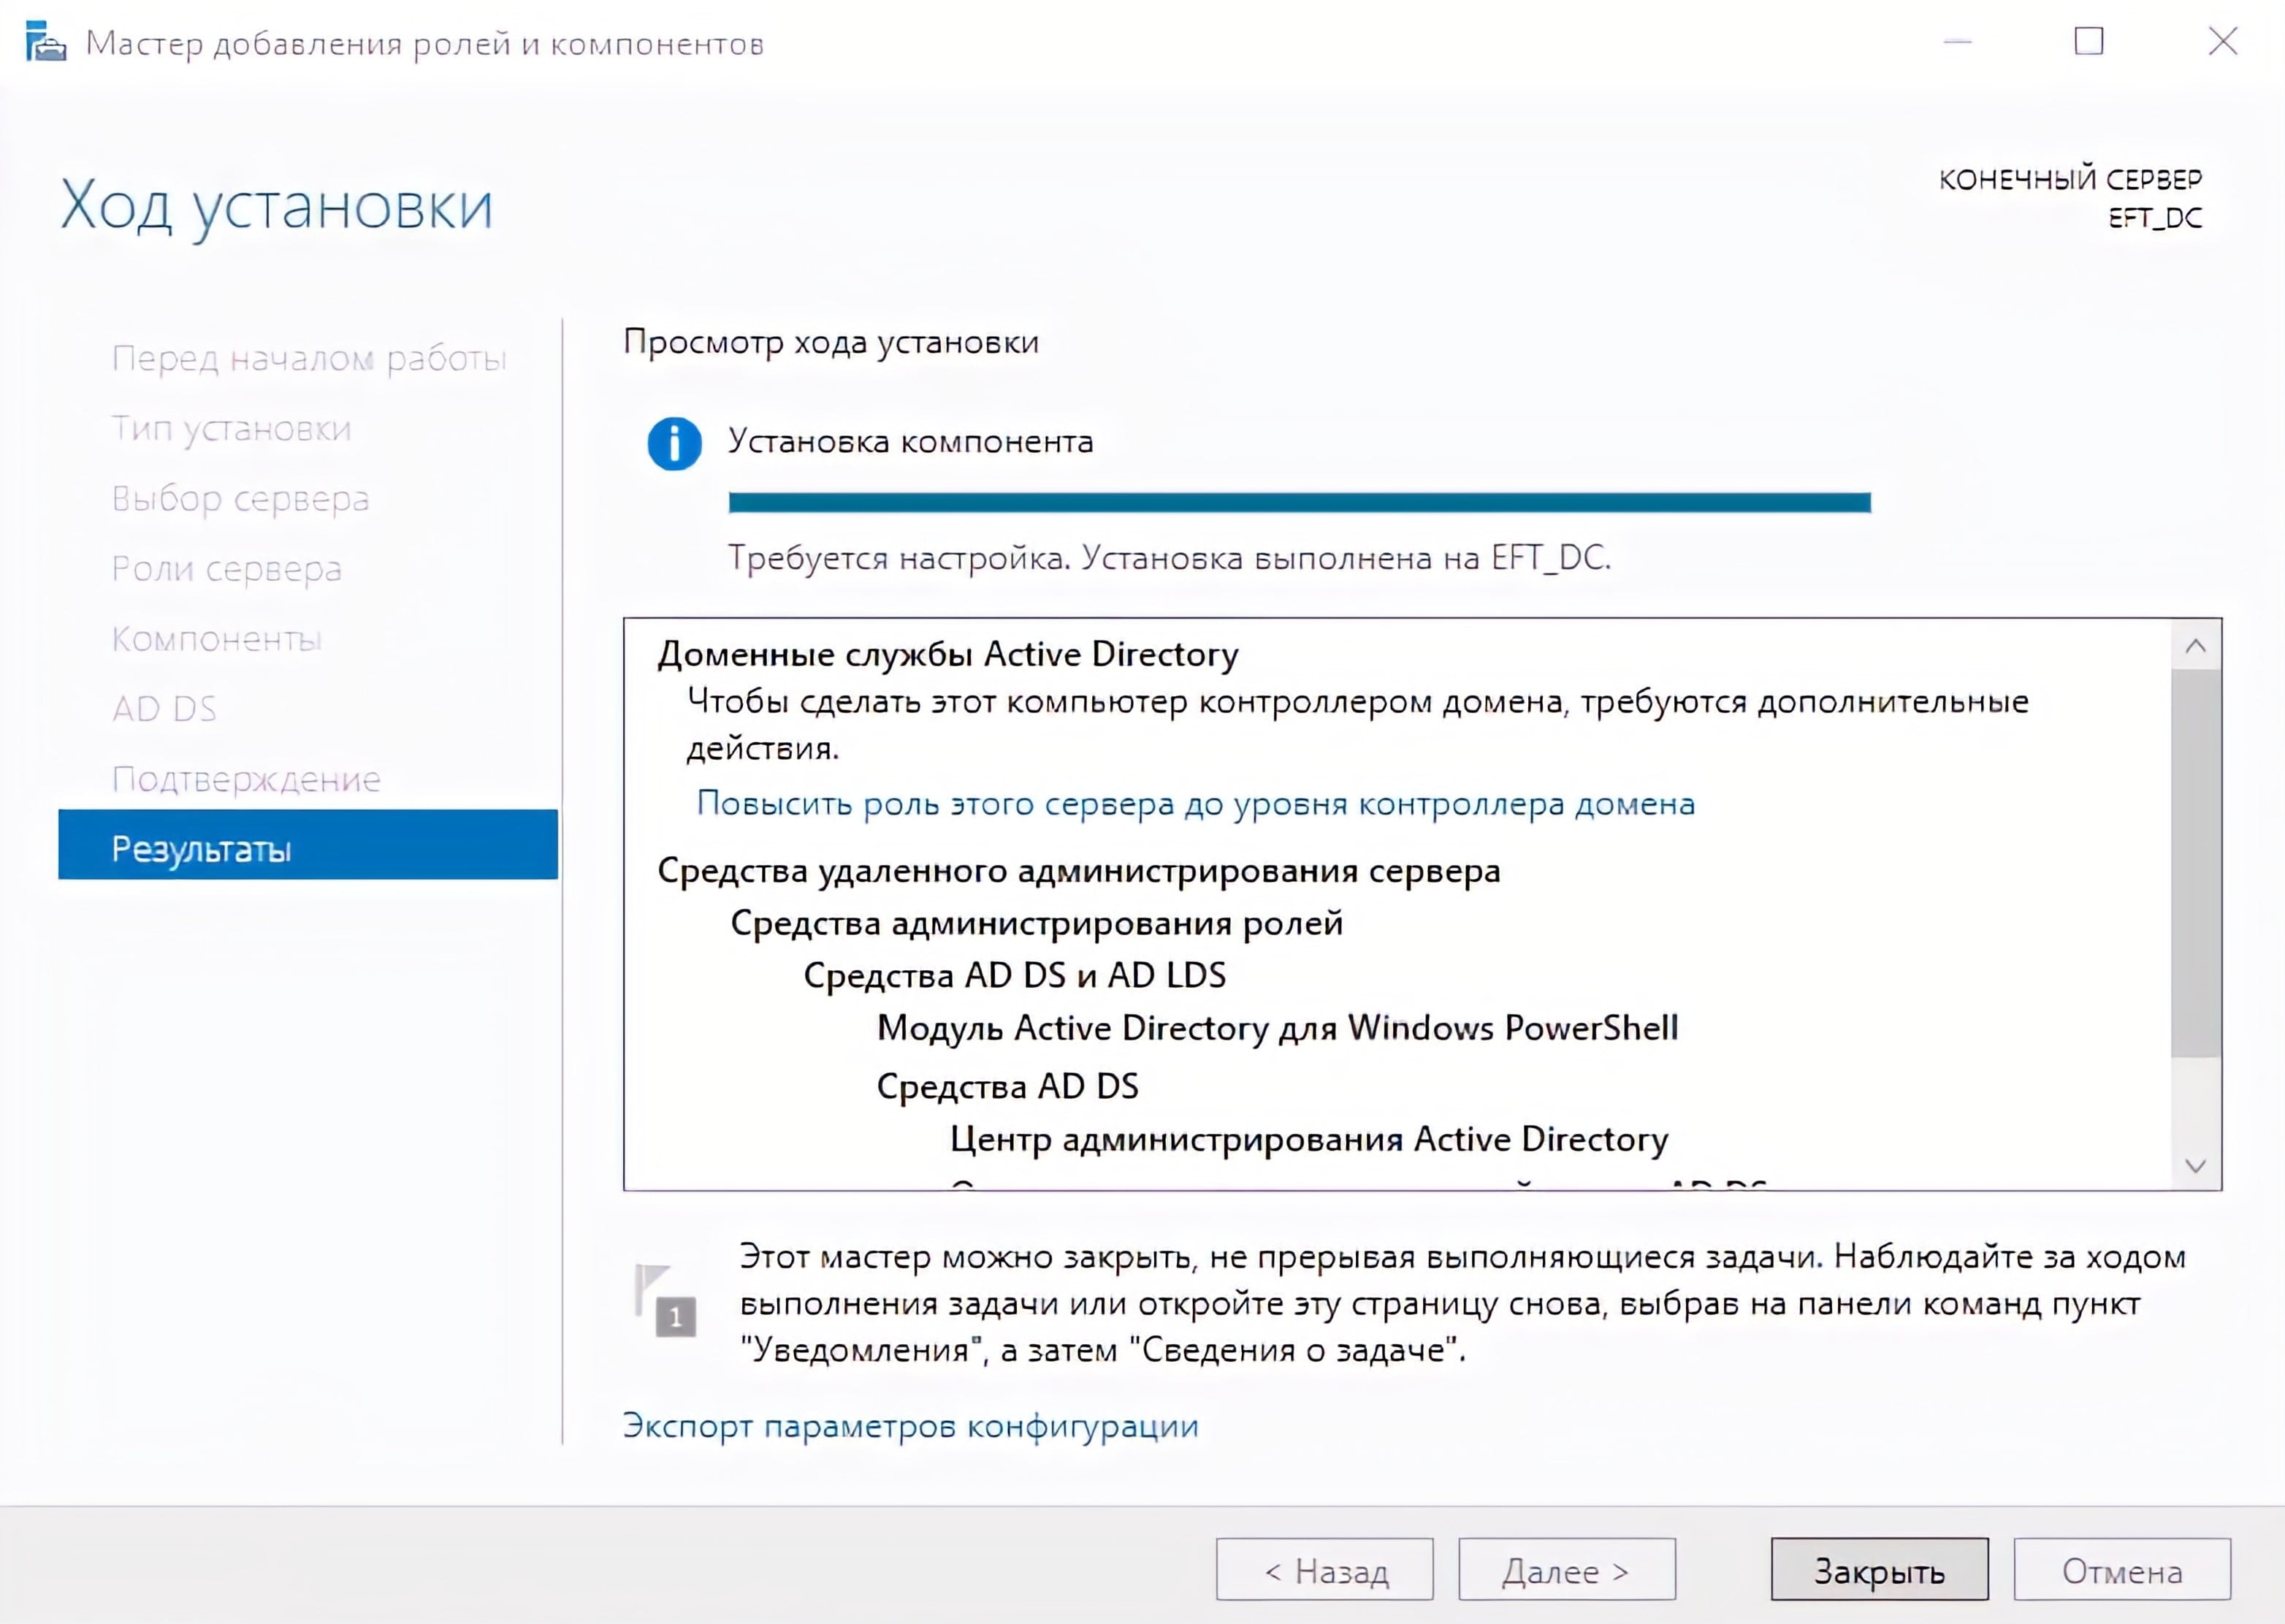 Мастер добавления ролей и компонентов
Ход установки
КОНЕЧНЫЙ СЕРВЕР
EFT_DC
Перед началом работы
Тип установки
Выбор сервера
Роли сервера
Компоненты
AD DS
Подтверждение
Результаты
Просмотр хода установки
Установка компонента
Требуется настройка. Установка выполнена на EFT_DC.
Доменные службы Active Directory
Чтобы сделать этот компьютер контроллером домена, требуются дополнительные
действия.
Повысить роль этого сервера до уровня контроллера домена
Средства удаленного администрирования сервера
Средства администрирования ролей
Средства AD DS и AD LDS
Модуль Active Directory для Windows PowerShell
Средства AD DS
Центр администрирования Active Directory
1
Этот мастер можно закрыть, не прерывая выполняющиеся задачи. Наблюдайте за ходом
выполнения задачи или откройте эту страницу снова, выбрав на панели команд пункт
"Уведомления", а затем "Сведения о задаче".
Экспорт параметров конфигурации
< Назад
Далее >
Закрыть
Отмена